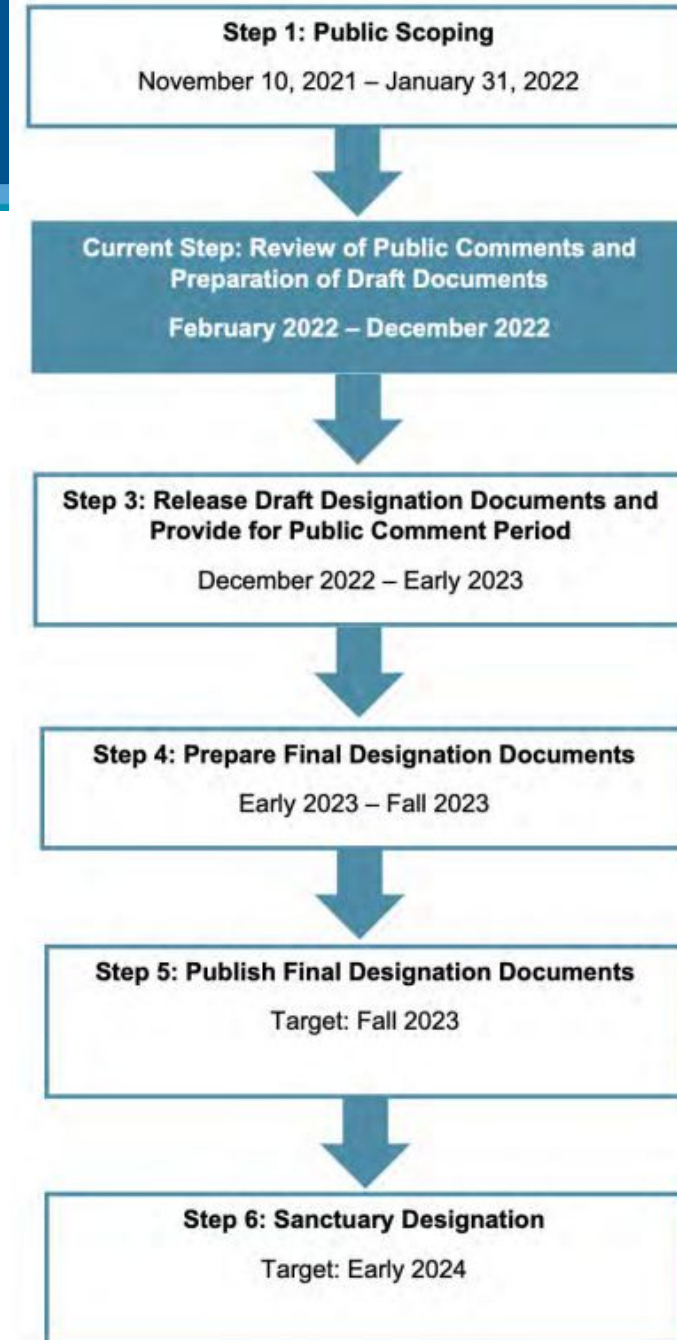 Step 1: Public Scoping
November 10, 2021 – January 31, 2022
Current Step: Review of Public Comments and
Preparation of Draft Documents
February 2022 – December 2022
Step 3: Release Draft Designation Documents and
Provide for Public Comment Period
December 2022 – Early 2023
Step 4: Prepare Final Designation Documents
Early 2023 – Fall 2023
Step 5: Publish Final Designation Documents
Target: Fall 2023
Step 6: Sanctuary Designation
Target: Early 2024